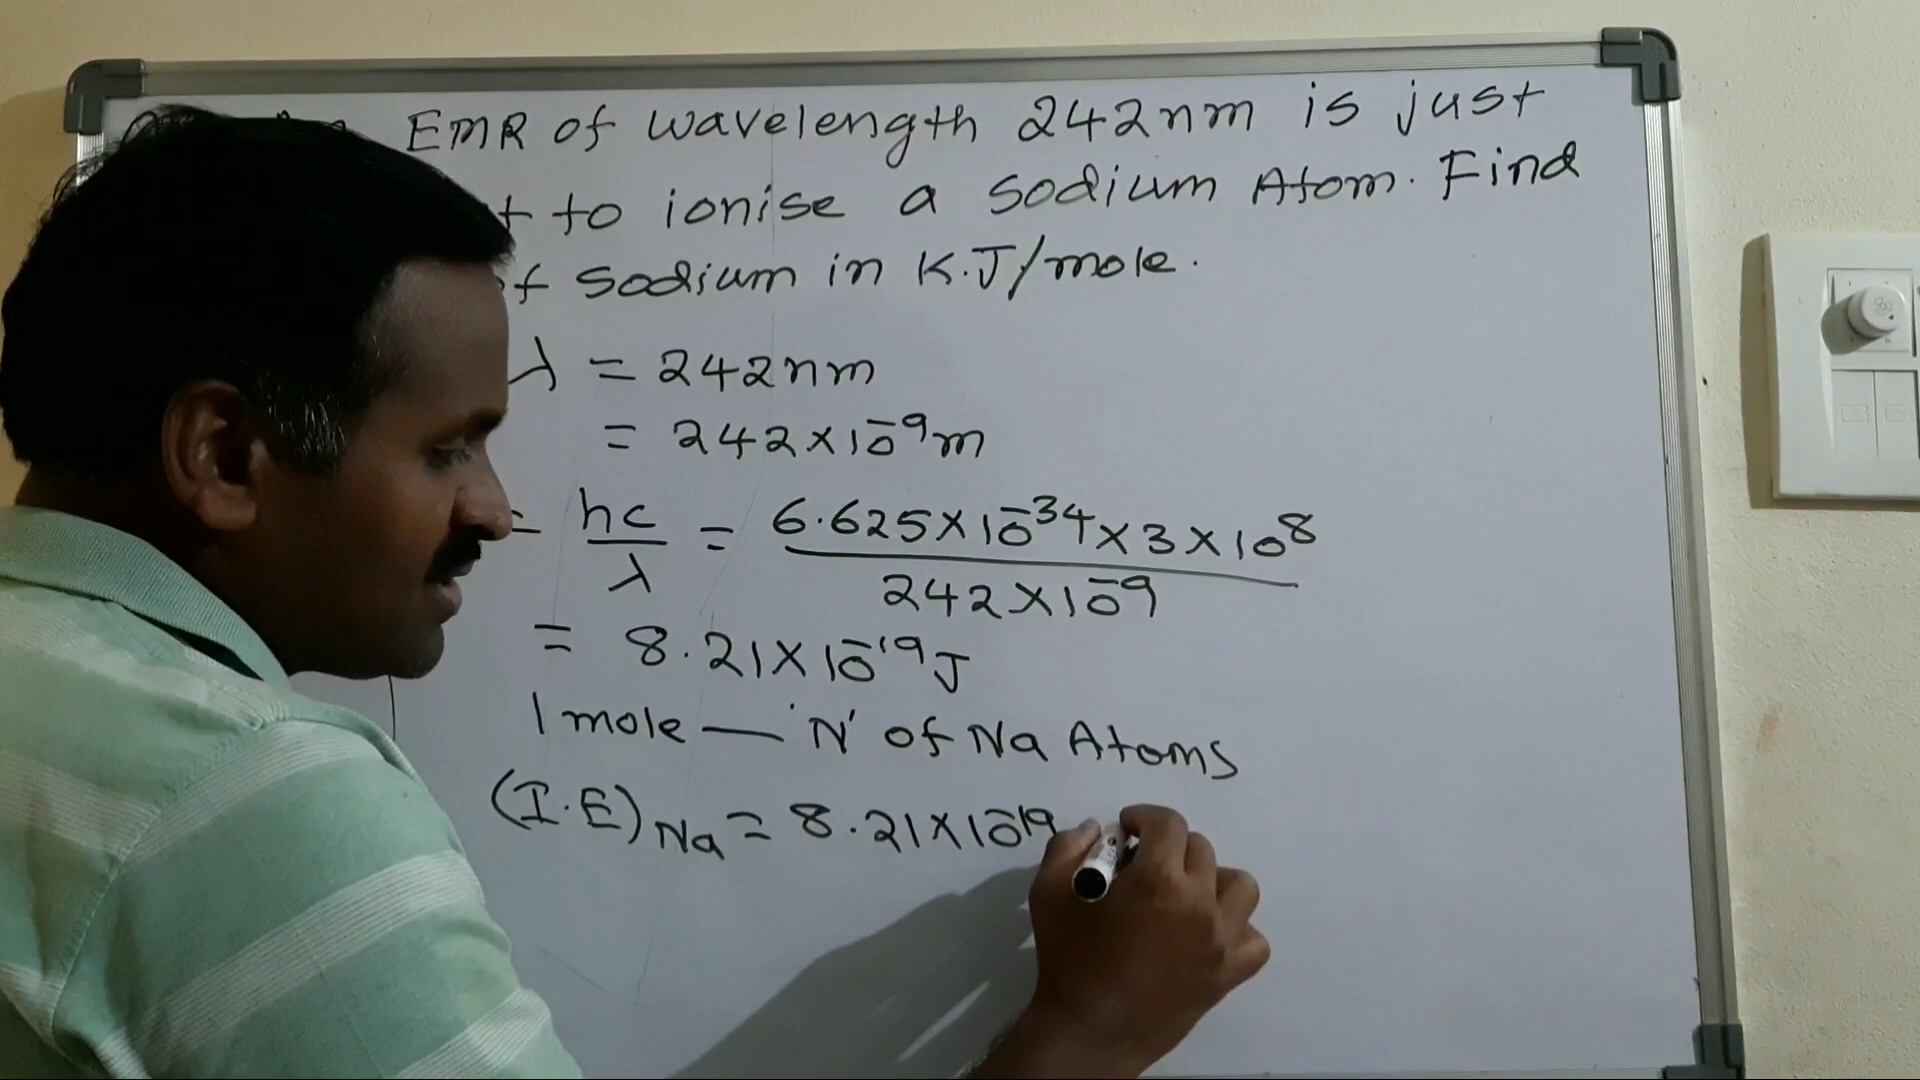 EMR of wavelength 242nm is just
t to ionise a sodium Atom. Find
f sodium in K.J/mole.
λ = 242nm
= 242×10⁻⁹m
= hc/λ = 6.625×10⁻³⁴×3×10⁸/242×10⁻⁹
= 8.21×10⁻¹⁹J
1 mole — 'N' of Na Atoms
(I.E)Na = 8.21×10⁻¹⁹